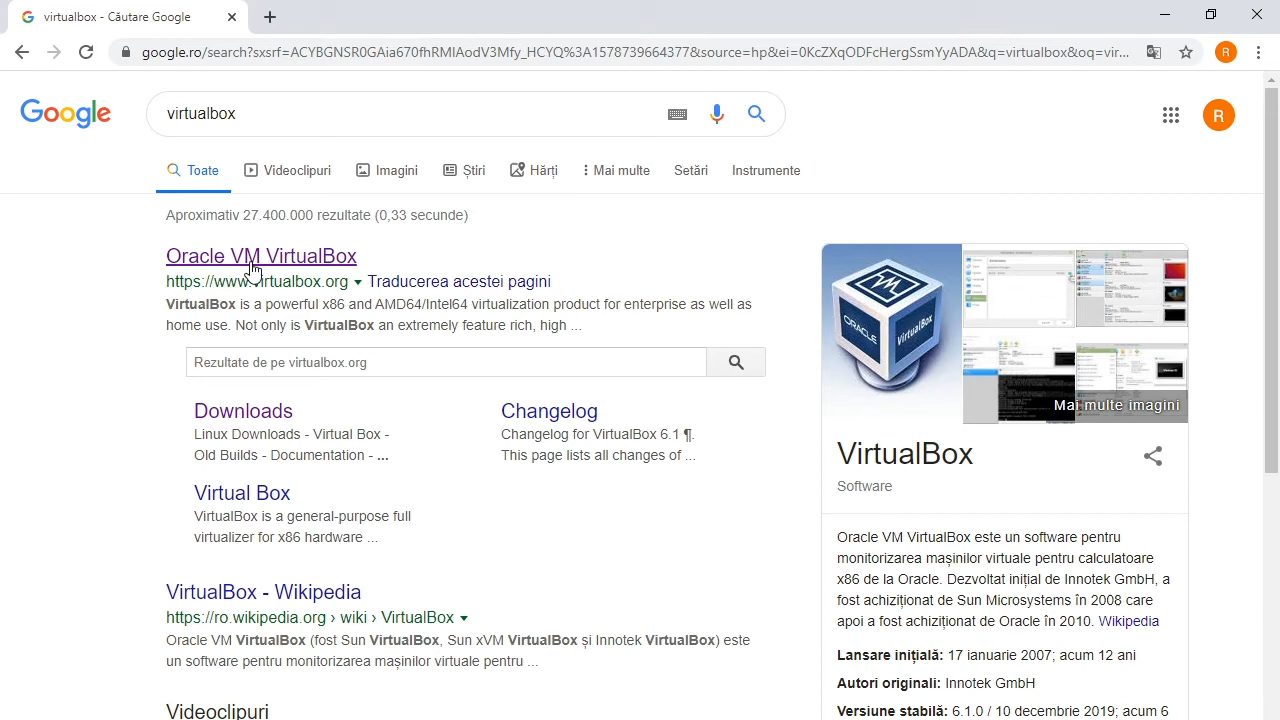 virtualbox - Căutare Google
google.ro/search?sxsrf=ACYBGNSR0GAia670fhRMIAodV3Mfy_HCYQ%3A1578739664377&source=hp&ei=0KcZXqODFcHergSsmYyADA&q=virtualbox&oq=vir...
R
Google
virtualbox
R
Toate Videoclipuri Imagini Știri Hărți Mai multe Setări Instrumente
Aproximativ 27.400.000 rezultate (0,33 secunde)
Oracle VM VirtualBox
https://www.virtualbox.org Traducerea acestei pagini
VirtualBox is a powerful x86 and AMD64/Intel64 virtualization product for enterprise as well as
home use. Not only is VirtualBox an extremely feature rich, high ...
Rezultate de pe virtualbox.org
Downloads
Linux Downloads - Virtual Box -
Old Builds - Documentation - ...
Changelog
Changelog for VirtualBox 6.1 ¶.
This page lists all changes of ...
Virtual Box
VirtualBox is a general-purpose full
virtualizer for x86 hardware ...
VirtualBox - Wikipedia
https://ro.wikipedia.org › wiki › VirtualBox
Oracle VM VirtualBox (fost Sun VirtualBox, Sun xVM VirtualBox și Innotek VirtualBox) este
un software pentru monitorizarea mașinilor virtuale pentru ...
Videoclipuri
VirtualBox
Mai multe imagini
VirtualBox
Software
Oracle VM VirtualBox este un software pentru
monitorizarea mașinilor virtuale pentru calculatoare
x86 de la Oracle. Dezvoltat inițial de Innotek GmbH, a
fost achiziționat de Sun Microsystems în 2008 care
apoi a fost achiziționat de Oracle în 2010. Wikipedia
Lansare inițială: 17 ianuarie 2007; acum 12 ani
Autori originali: Innotek GmbH
Versiune stabilă: 6.1.0 / 10 decembrie 2019; acum 6